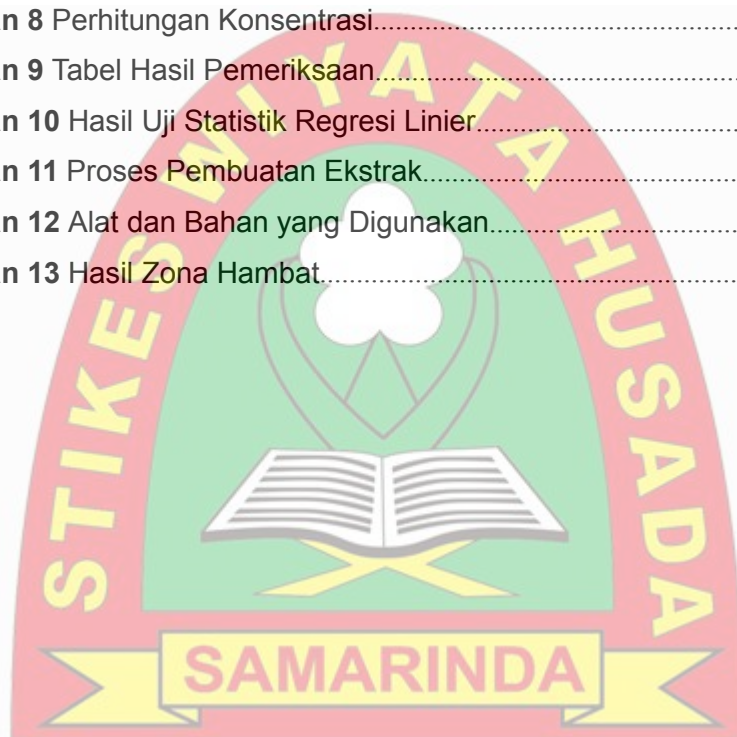 n 8 Perhitungan Konsentrasi
n 9 Tabel Hasil Pemeriksaan
n 10 Hasil Uji Statistik Regresi Linier
n 11 Proses Pembuatan Ekstrak
n 12 Alat dan Bahan yang Digunakan
n 13 Hasil Zona Hambat
STIKES WIYATA HUSADA
SAMARINDA